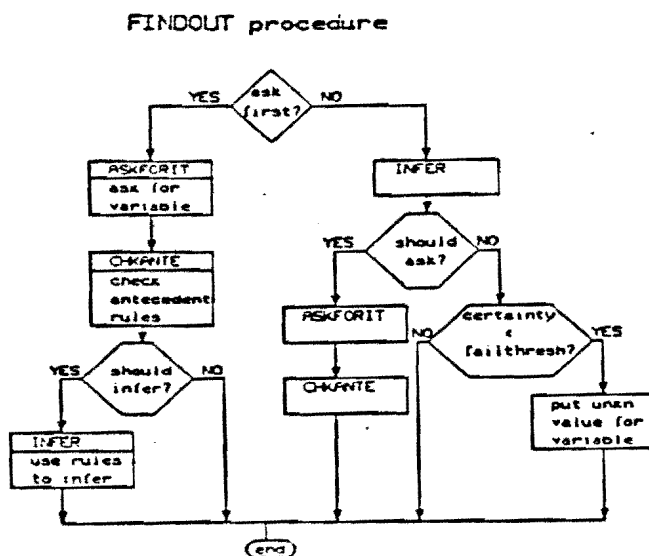 FINDOUT procedure
ask
first?
YES
NO
ASKFORIT
ask for
variable
INFER
CHKANTE
check
antecedent
rules
YES
should
ask?
NO
ASKFORIT
NO
certainty
<
failthresh?
YES
YES
should
infer?
NO
CHKANTE
put unkn
value for
variable
INFER
use rules
to infer
end